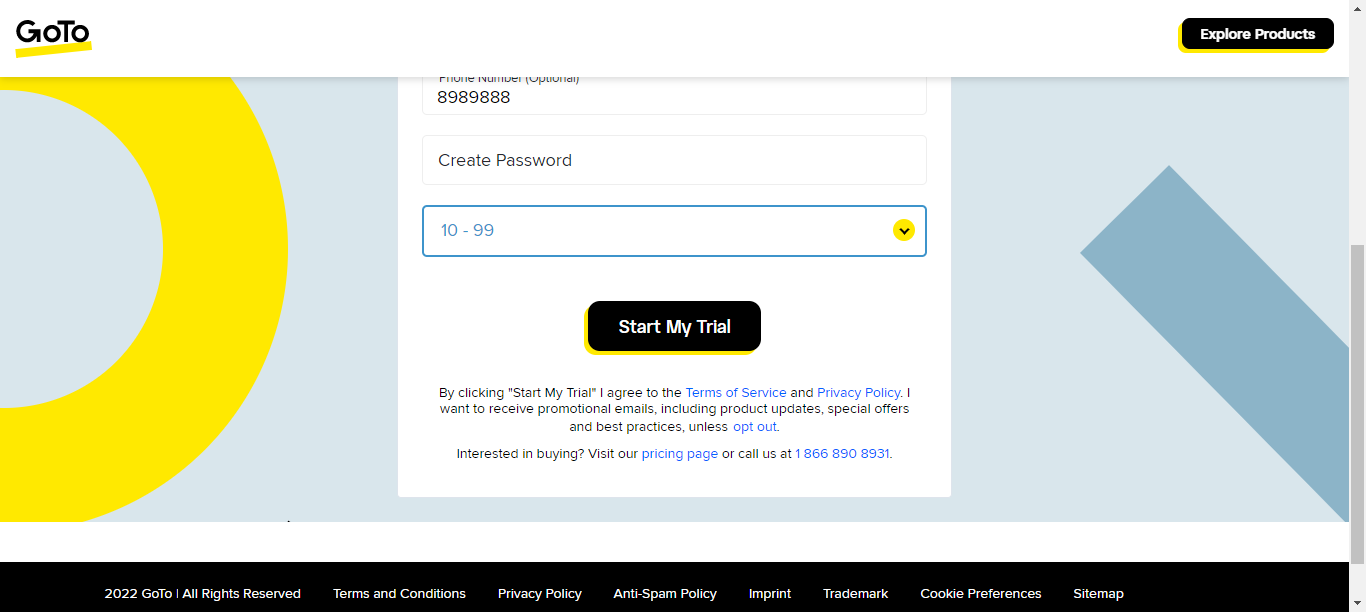 GoTo
Explore Products
Phone Number (Optional)
8989888
Create Password
10 - 99
Start My Trial
By clicking "Start My Trial" I agree to the Terms of Service and Privacy Policy. I
want to receive promotional emails, including product updates, special offers
and best practices, unless opt out.
Interested in buying? Visit our pricing page or call us at 1 866 890 8931.
2022 GoTo | All Rights Reserved Terms and Conditions Privacy Policy Anti-Spam Policy Imprint Trademark Cookie Preferences Sitemap